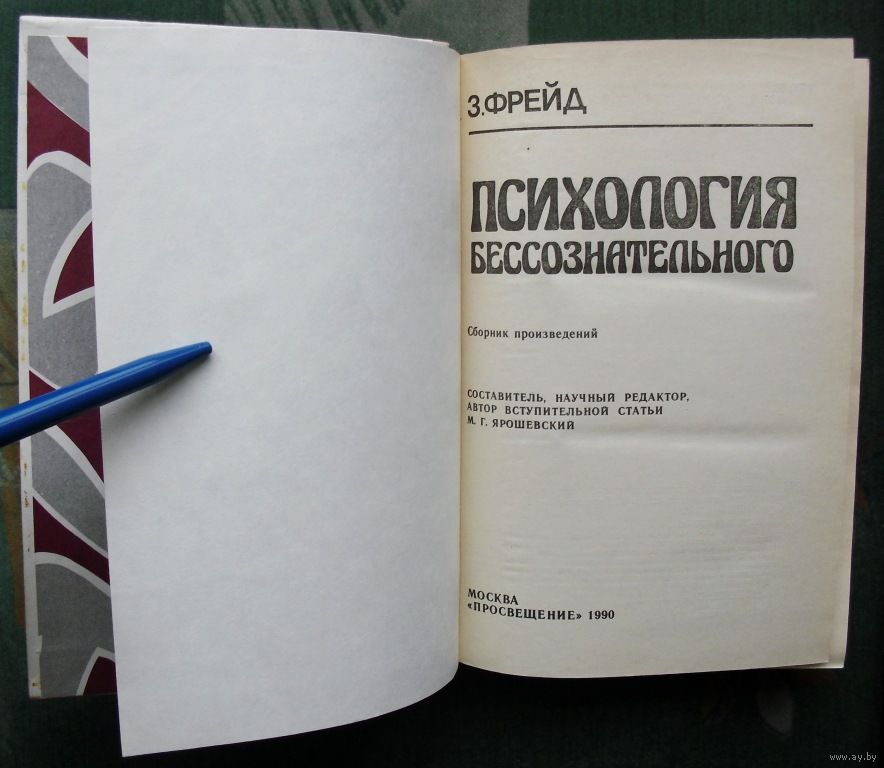 З.ФРЕЙД
ПСИХОЛОГИЯ
БЕССОЗНАТЕЛЬНОГО
Сборник произведений
СОСТАВИТЕЛЬ, НАУЧНЫЙ РЕДАКТОР,
АВТОР ВСТУПИТЕЛЬНОЙ СТАТЬИ
М. Г. ЯРОШЕВСКИЙ
МОСКВА
«ПРОСВЕЩЕНИЕ» 1990
www.ay.by